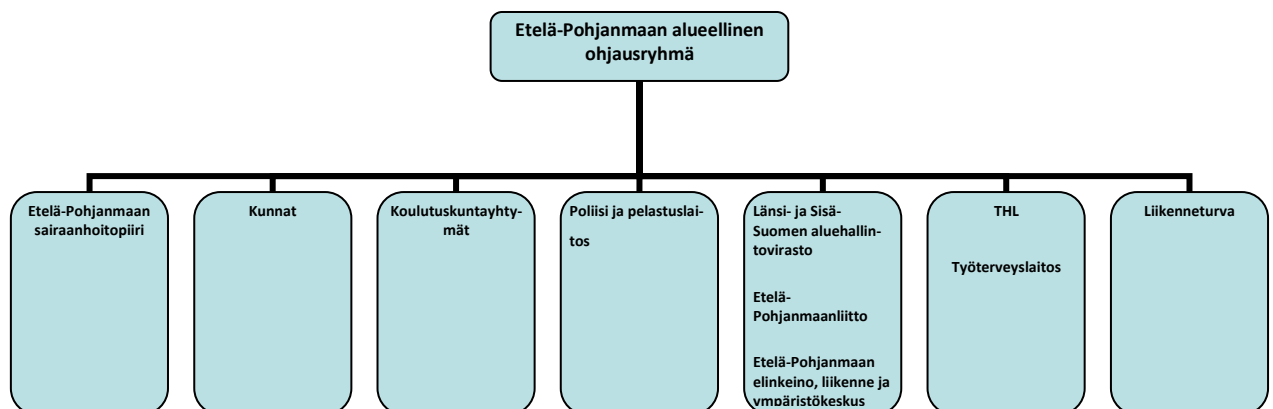 Etelä-Pohjanmaan alueellinen
ohjausryhmä
Etelä-Pohjanmaan
sairaanhoitopiiri
Kunnat
Koulutuskuntayhty-
mät
Poliisi ja pelastuslai-
tos
Länsi- ja Sisä-
Suomen aluehallin-
tovirasto
Etelä-
Pohjanmaanliitto
Etelä-Pohjanmaan
elinkeino, liikenne ja
ympäristökeskus
THL
Työterveyslaitos
Liikenneturva